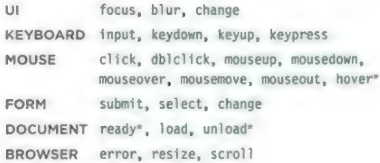 UI focus, blur, change
KEYBOARD input, keydown, keyup, keypress
MOUSE click, dblclick, mouseup, mousedown,
mouseover, mousemove, mouseout, hover*
FORM submit, select, change
DOCUMENT ready*, load, unload*
BROWSER error, resize, scroll